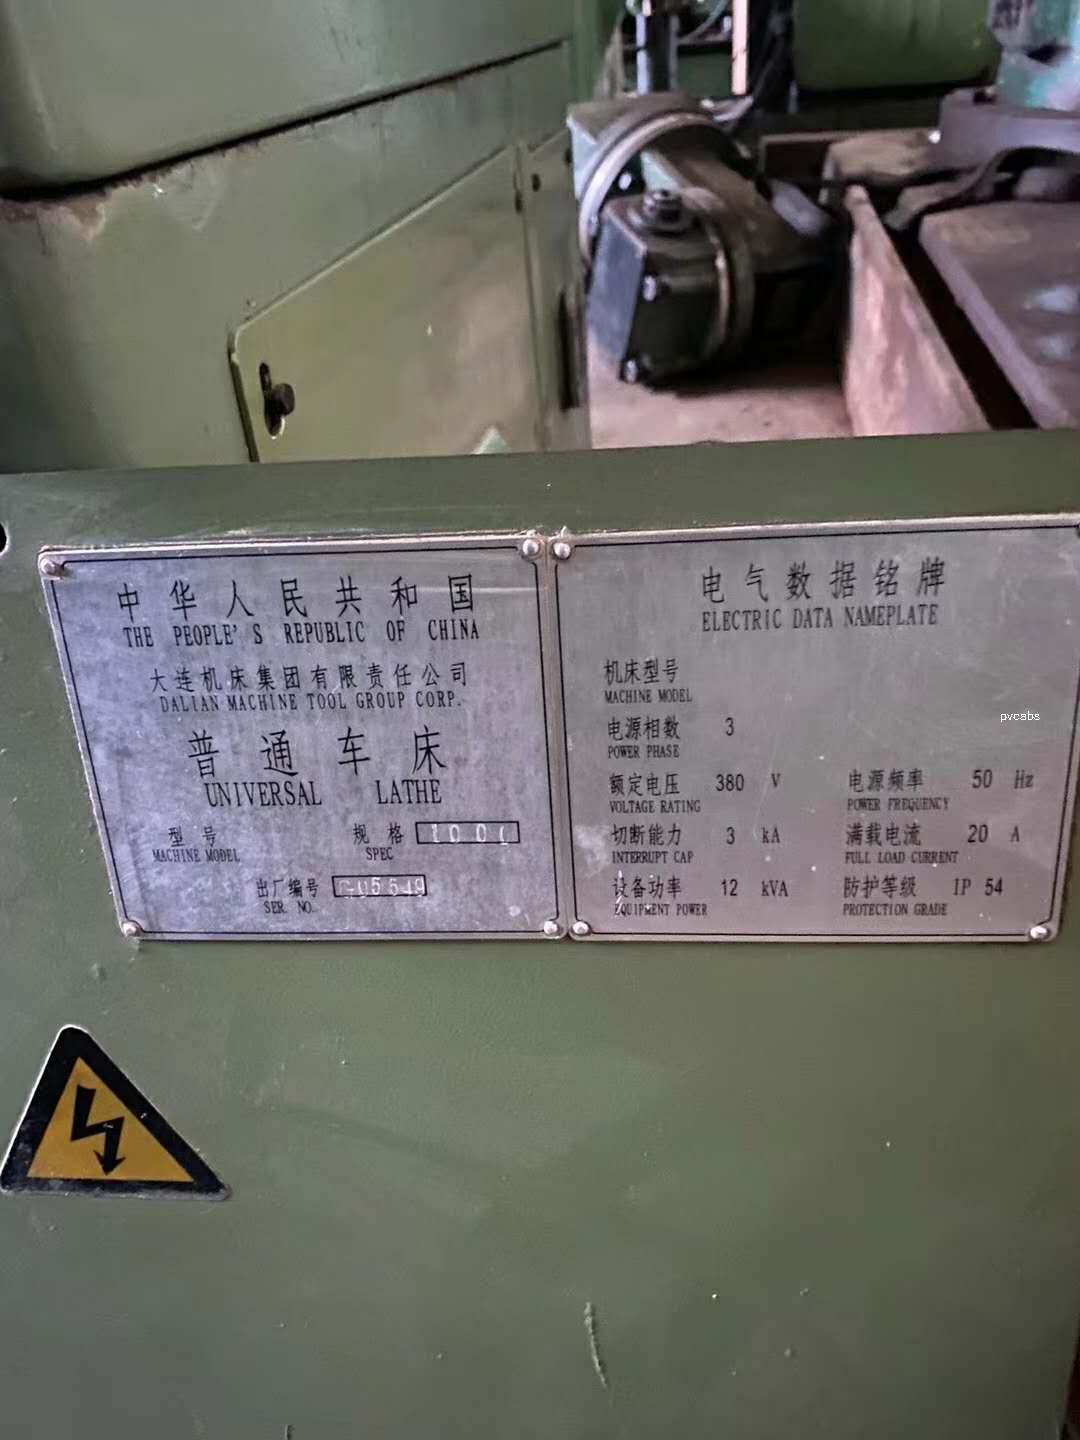 中华人民共和国
THE PEOPLE'S REPUBLIC OF CHINA
大连机床集团有限责任公司
DALIAN MACHINE TOOL GROUP CORP.
普通车床
UNIVERSAL LATHE
型号
MACHINE MODEL
规格
SPEC
出厂编号
SER. NO.
电气数据铭牌
ELECTRIC DATA NAMEPLATE
机床型号
MACHINE MODEL
电源相数 3
POWER PHASE
额定电压 380 V 电源频率 50 Hz
VOLTAGE RATING POWER FREQUENCY
切断能力 3 kA 满载电流 20 A
INTERRUPT CAP FULL LOAD CURRENT
设备功率 12 kVA 防护等级 IP 54
EQUIPMENT POWER PROTECTION GRADE
pvcabs